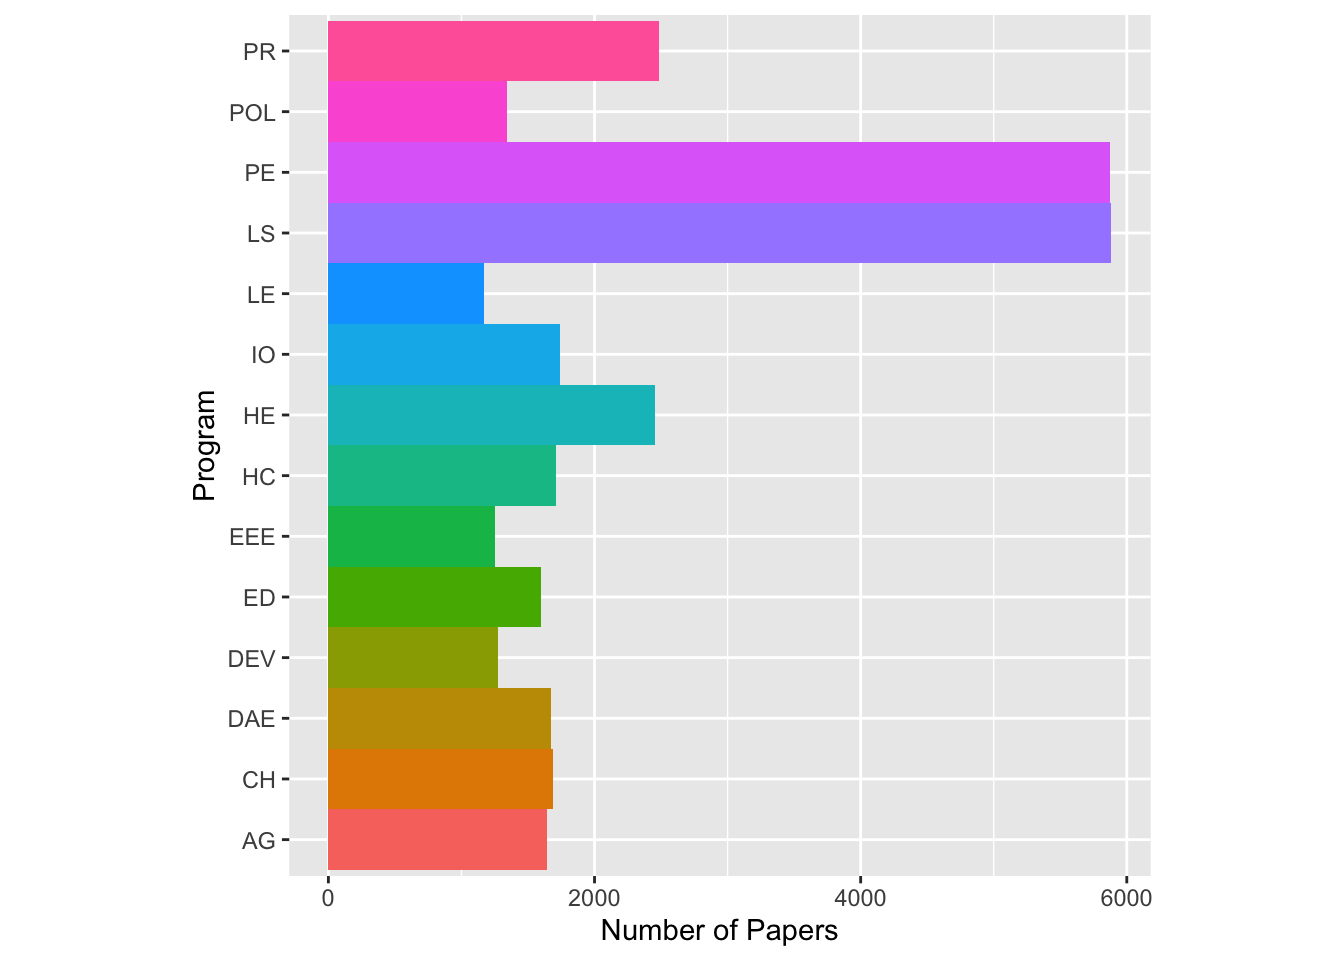 PR
POL
PE
LS
LE
IO
HE
HC
EEE
ED
DEV
DAE
CH
AG
Program
0 2000 4000 6000
Number of Papers